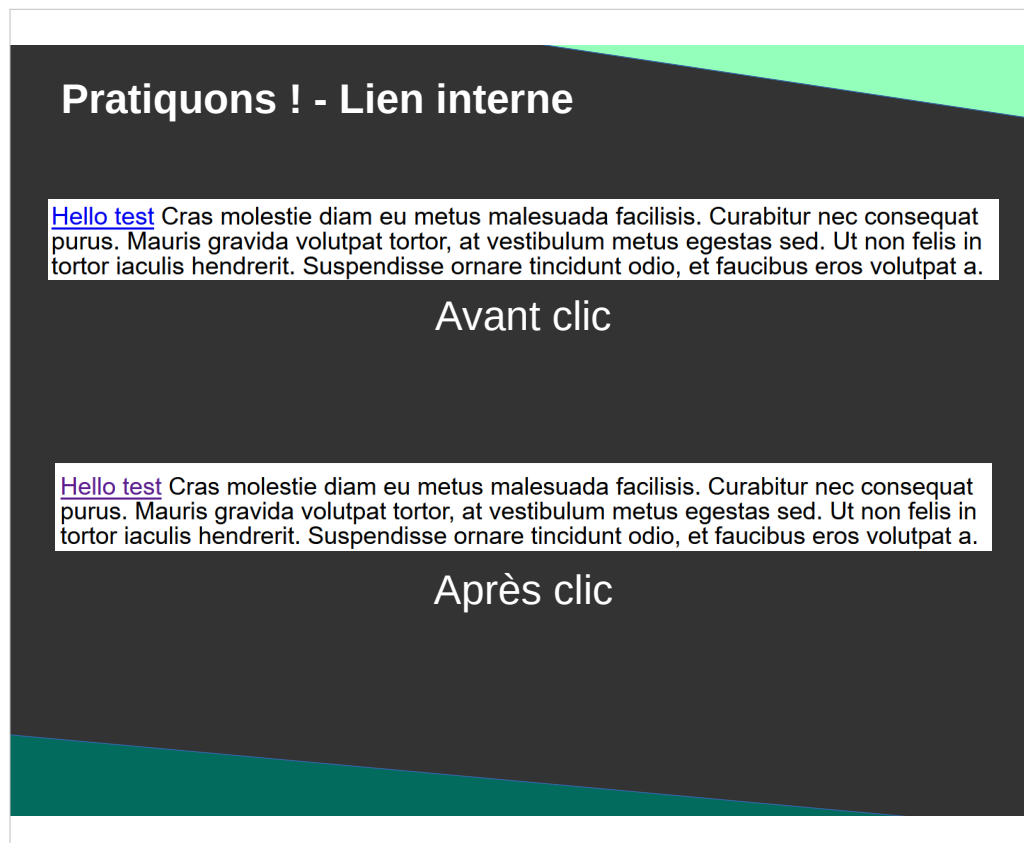 Pratiquons ! - Lien interne
Hello test Cras molestie diam eu metus malesuada facilisis. Curabitur nec consequat
purus. Mauris gravida volutpat tortor, at vestibulum metus egestas sed. Ut non felis in
tortor iaculis hendrerit. Suspendisse ornare tincidunt odio, et faucibus eros volutpat a.
Avant clic
Hello test Cras molestie diam eu metus malesuada facilisis. Curabitur nec consequat
purus. Mauris gravida volutpat tortor, at vestibulum metus egestas sed. Ut non felis in
tortor iaculis hendrerit. Suspendisse ornare tincidunt odio, et faucibus eros volutpat a.
Après clic